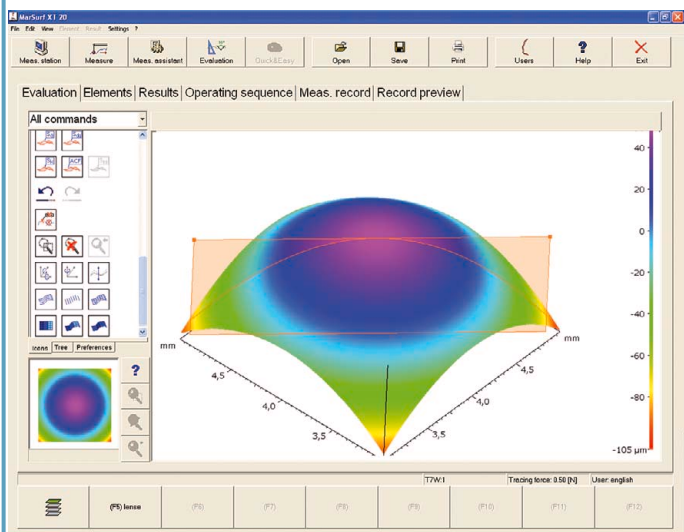 MarSurf XT 20
File Edit View Element Result Settings ?
Meas. station Measure Meas. assistant Evaluation Quick&Easy Open Save Print Users Help Exit
Evaluation Elements Results Operating sequence Meas. record Record preview
All commands
40
20
0
-20
-40
-60
-80
-105 µm
mm
mm
4,5
4,5
4,0
4,0
3,5
3,5
Icons Tree Preferences
?
T7W:1 Tracing force: 0.50 [N] User: english
(F5) lense (F6) (F7) (F8) (F9) (F10) (F11) (F12)